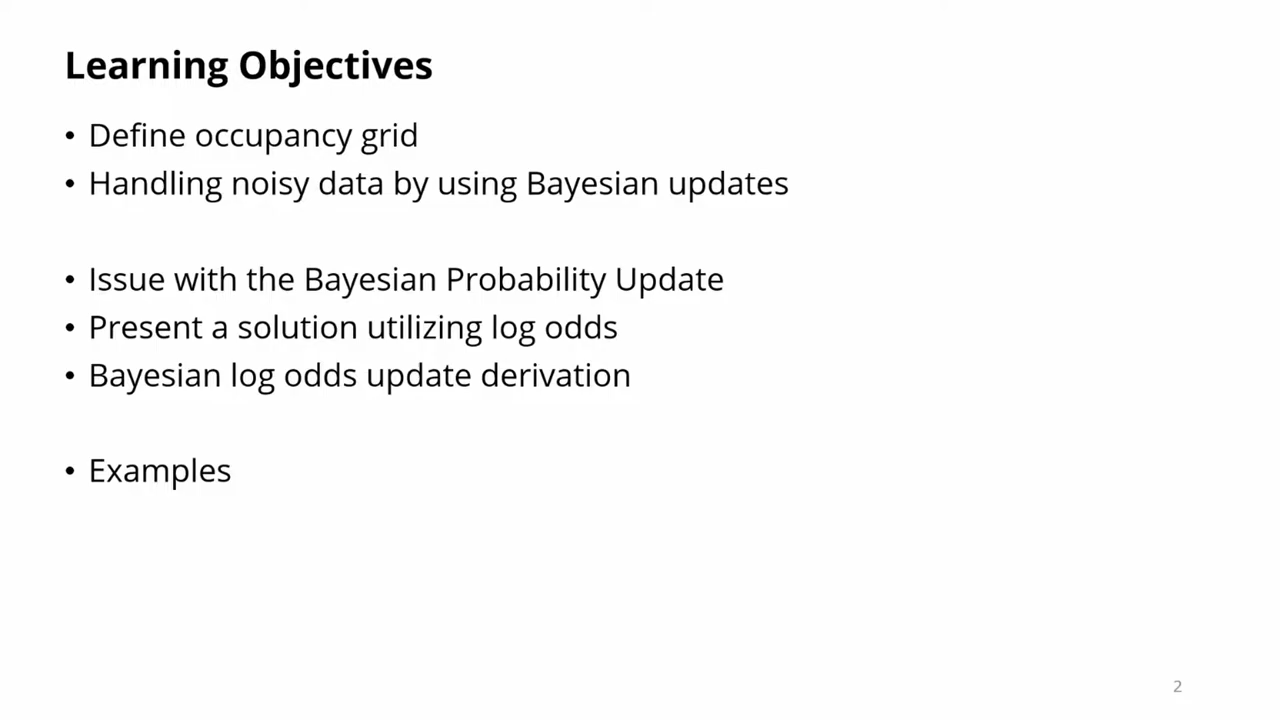 Learning Objectives
• Define occupancy grid
• Handling noisy data by using Bayesian updates
• Issue with the Bayesian Probability Update
• Present a solution utilizing log odds
• Bayesian log odds update derivation
• Examples
2